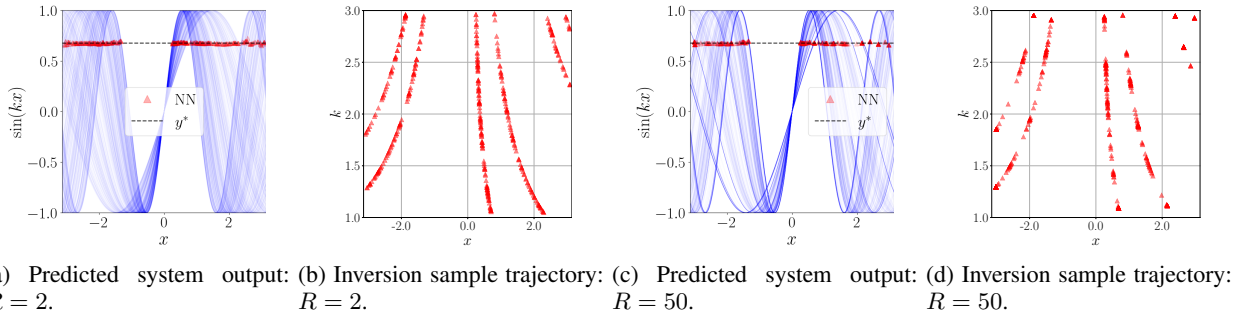 1.0
0.5
0.0
−0.5
−1.0
sin(kx)
NN
y*
−2
0
2
x
3.0
2.5
2.0
1.5
1.0
k
-2.0
0.0
2.0
x
1.0
0.5
0.0
−0.5
−1.0
sin(kx)
NN
y*
−2
0
2
x
3.0
2.5
2.0
1.5
1.0
k
-2.0
0.0
2.0
x
) Predicted system output:
= 2.
(b) Inversion sample trajectory:
R = 2.
(c) Predicted system output:
R = 50.
(d) Inversion sample trajectory:
R = 50.